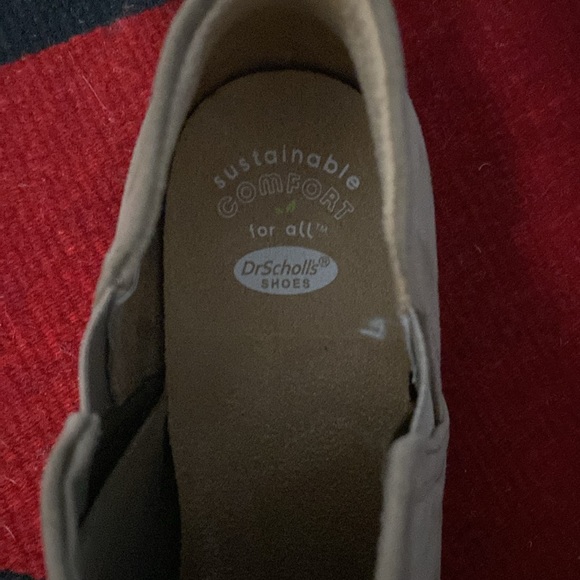 sustainable
COMFORT
for all™
DrScholl's®
SHOES